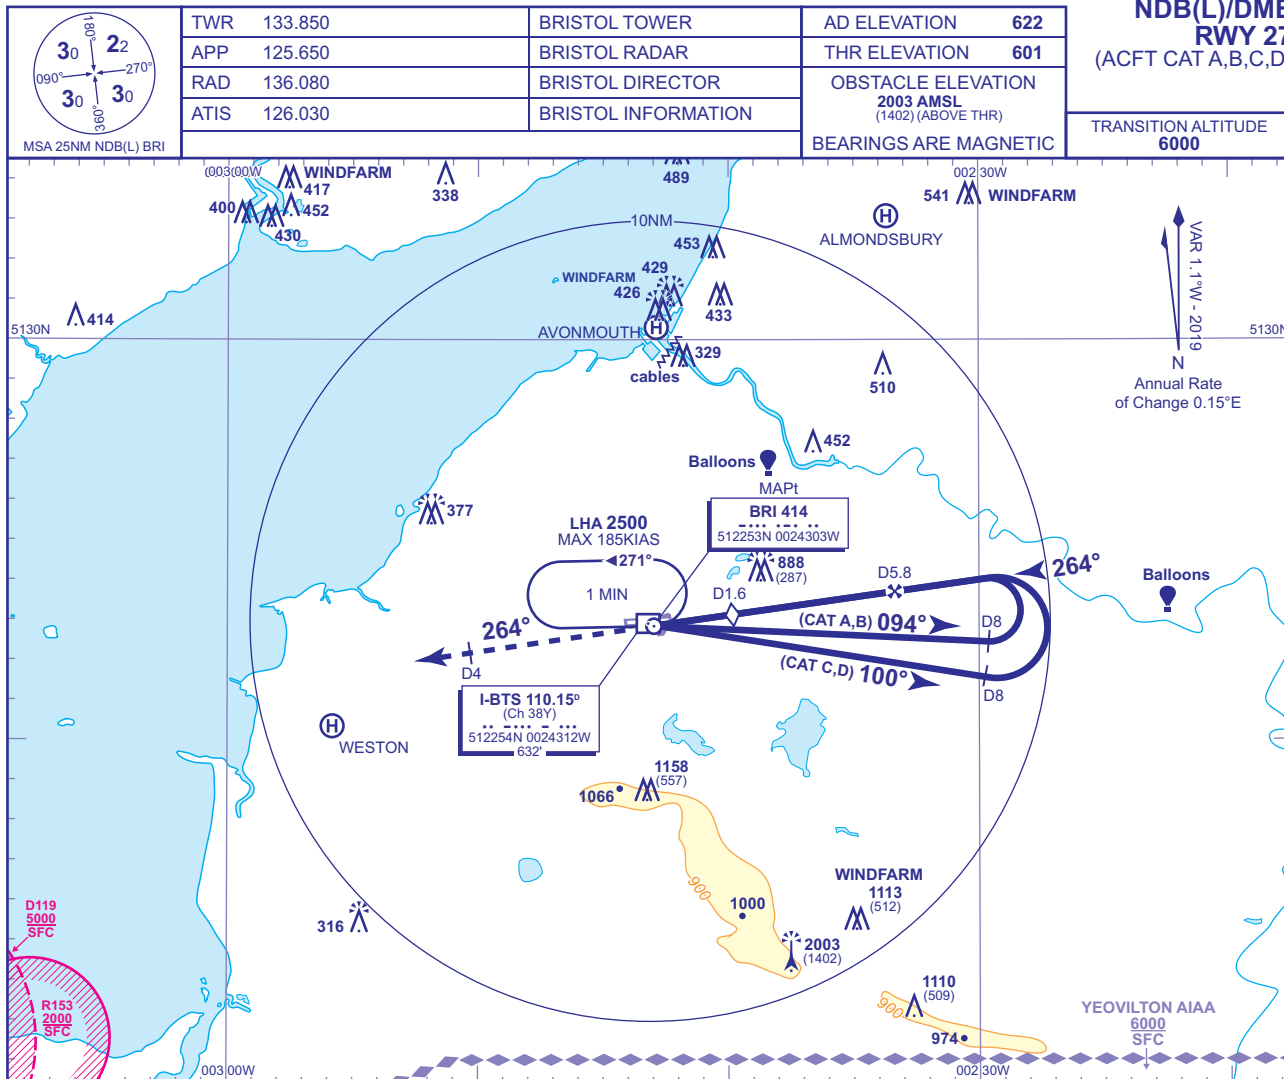 180°
30
22
090°
270°
30
30
360°
MSA 25NM NDB(L) BRI
TWR 133.850 BRISTOL TOWER
APP 125.650 BRISTOL RADAR
RAD 136.080 BRISTOL DIRECTOR
ATIS 126.030 BRISTOL INFORMATION
AD ELEVATION 622
THR ELEVATION 601
OBSTACLE ELEVATION
2003 AMSL
(1402) (ABOVE THR)
BEARINGS ARE MAGNETIC
NDB(L)/DME
RWY 27
(ACFT CAT A,B,C,D
TRANSITION ALTITUDE
6000
003 00W
002 30W
WINDFARM
417
452
400
430
338
489
541 WINDFARM
10NM
453
ALMONDSBURY
H
VAR 1.1°W - 2019
N
Annual Rate
of Change 0.15°E
WINDFARM
429
426
433
414
5130N
5130N
AVONMOUTH
H
329
cables
510
452
Balloons
377
MAPt
BRI 414
512253N 0024303W
LHA 2500
MAX 185KIAS
271°
1 MIN
888
(287)
D1.6
D5.8
264°
Balloons
(CAT A,B) 094°
D8
(CAT C,D) 100°
D8
264°
D4
I-BTS 110.15D
(Ch 38Y)
512254N 0024312W
632'
H
WESTON
1158
(557)
1066
900
1000
WINDFARM
1113
(512)
316
2003
(1402)
D119
5000
SFC
R153
2000
SFC
1110
(509)
900
974
YEOVILTON AIAA
6000
SFC
003 00W
002 30W